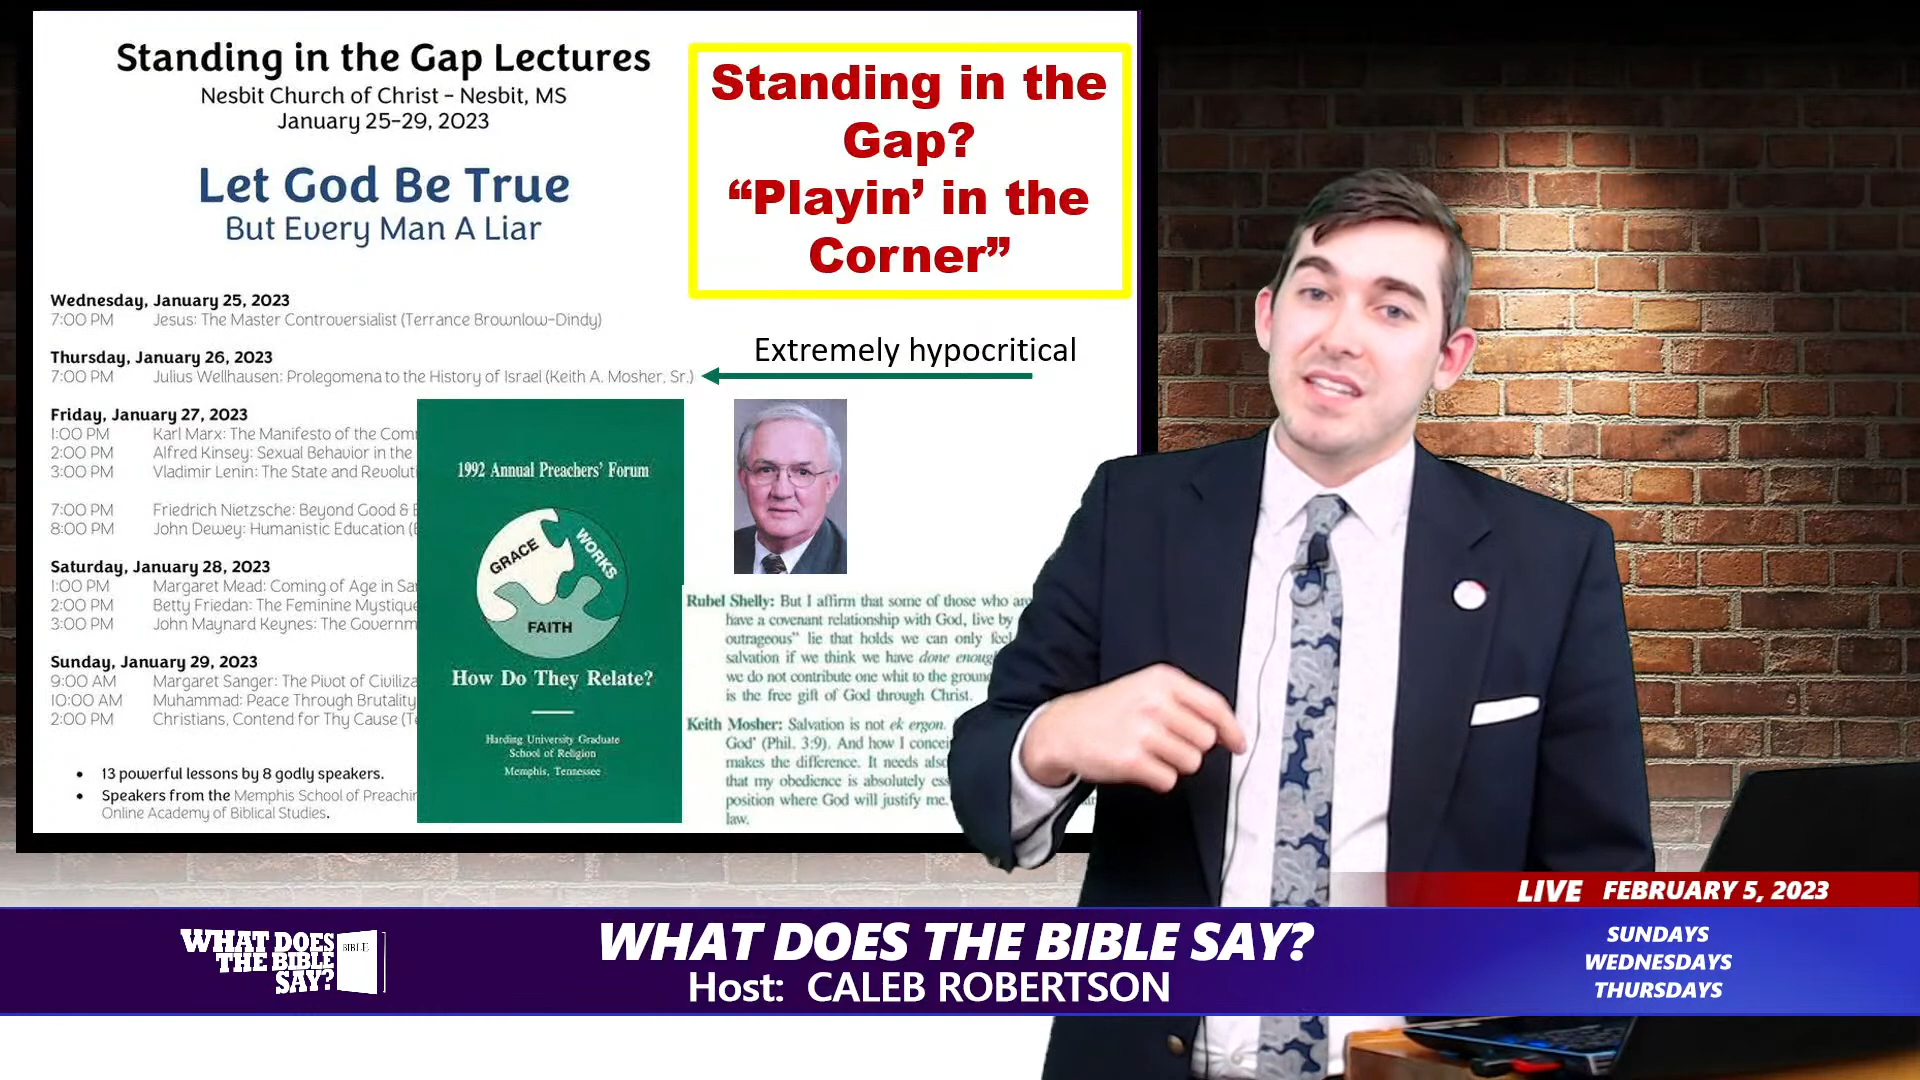 Standing in the Gap Lectures
Nesbit Church of Christ – Nesbit, MS
January 25-29, 2023
Let God Be True
But Every Man A Liar
Standing in the
Gap?
“Playin’ in the
Corner”
Wednesday, January 25, 2023
7:00 PM Jesus: The Master Controversialist (Terrance Brownlow-Dindy)
Thursday, January 26, 2023
7:00 PM Julius Wellhausen: Prolegomena to the History of Israel (Keith A. Mosher, Sr.)
Extremely hypocritical
Friday, January 27, 2023
1:00 PM Karl Marx: The Manifesto of the
2:00 PM Alfred Kinsey: Sexual Behavior in the
3:00 PM Vladimir Lenin: The State and
7:00 PM Friedrich Nietzsche: Beyond Good &
8:00 PM John Dewey: Humanistic Education
Saturday, January 28, 2023
1:00 PM Margaret Mead: Coming of Age in
2:00 PM Betty Friedan: The Feminine Mystique
3:00 PM John Maynard Keynes: The
Sunday, January 29, 2023
9:00 AM Margaret Sanger: The Pivot of
10:00 AM Muhammad: Peace Through Brutality
2:00 PM Christians, Contend for Thy Cause
• 13 powerful lessons by 8 godly speakers.
• Speakers from the Memphis School of
Online Academy of Biblical Studies.
1992 Annual Preachers’ Forum
GRACE
WORKS
FAITH
How Do They Relate?
Harding University Graduate
School of Religion
Memphis, Tennessee
Rubel Shelly: But I affirm that some of those who
have a covenant relationship with God, live by
outrageous” lie that holds we can only
salvation if we think we have done
we do not contribute one whit to the
is the free gift of God through Christ.
Keith Mosher: Salvation is not ek ergon.
God’ (Phil. 3:9). And how I
makes the difference. It needs
that my obedience is absolutely
position where God will justify me.
law.
LIVE FEBRUARY 5, 2023
WHAT DOES
THE BIBLE
SAY?
BIBLE
WHAT DOES THE BIBLE SAY?
Host: CALEB ROBERTSON
SUNDAYS
WEDNESDAYS
THURSDAYS